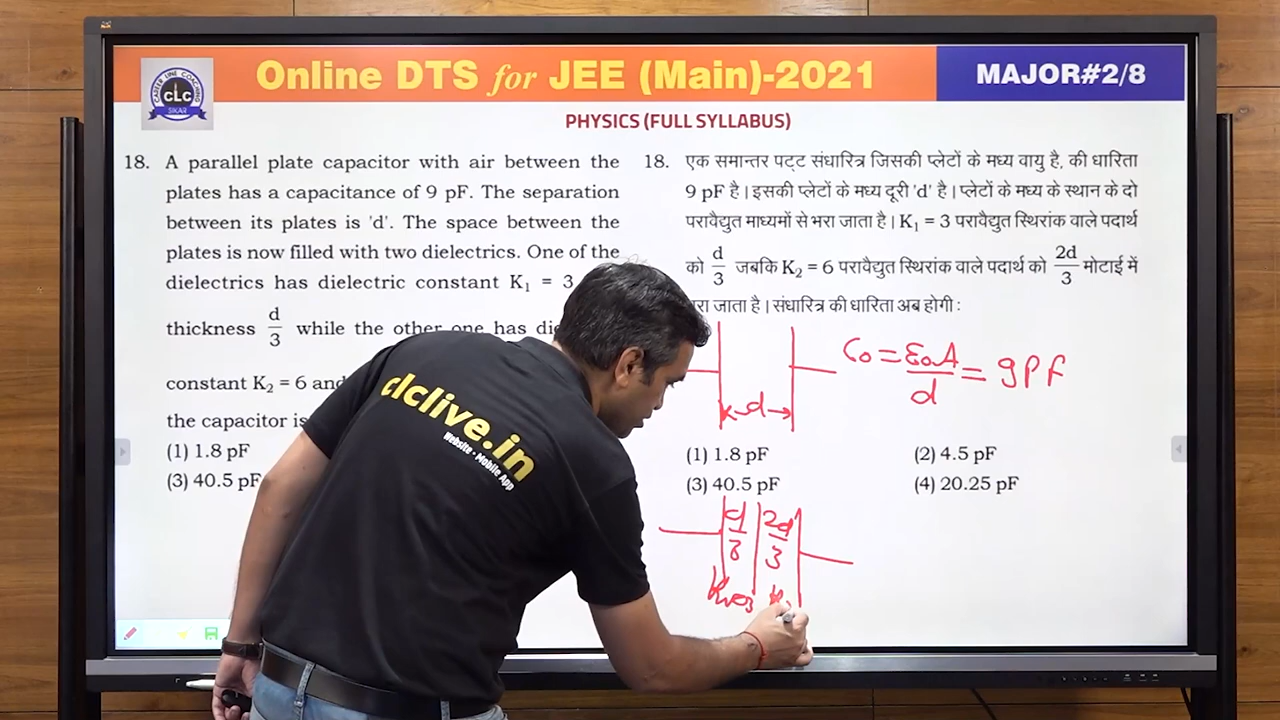 Online DTS for JEE (Main)-2021
MAJOR#2/8
CLC
SIKAR
PHYSICS (FULL SYLLABUS)
18. A parallel plate capacitor with air between the
plates has a capacitance of 9 pF. The separation
between its plates is 'd'. The space between the
plates is now filled with two dielectrics. One of the
dielectrics has dielectric constant K₁ = 3
thickness d/3 while the other one has
constant K₂ = 6 and
the capacitor is
(1) 1.8 pF
(3) 40.5 pF
18. एक समान्तर पट्ट संधारित्र जिसकी प्लेटों के मध्य वायु है, की धारिता
9 pF है। इसकी प्लेटों के मध्य दूरी 'd' है। प्लेटों के मध्य के स्थान के दो
परावैद्युत माध्यमों से भरा जाता है। K₁ = 3 परावैद्युत स्थिरांक वाले पदार्थ
को d/3 जबकि K₂ = 6 परावैद्युत स्थिरांक वाले पदार्थ को 2d/3 मोटाई में
जाता है। संधारित्र की धारिता अब होगी :
d
C₀ = ε₀A/d = 9PF
(1) 1.8 pF (2) 4.5 pF
(3) 40.5 pF (4) 20.25 pF
d/3 2d/3
clclive.in
Website • Mobile App